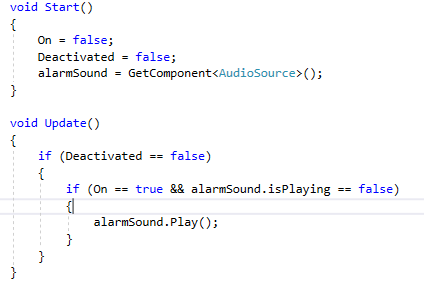 void Start()
{
On = false;
Deactivated = false;
alarmSound = GetComponent<AudioSource>();
}
void Update()
{
if (Deactivated == false)
{
if (On == true && alarmSound.isPlaying == false)
{
alarmSound.Play();
}
}
}